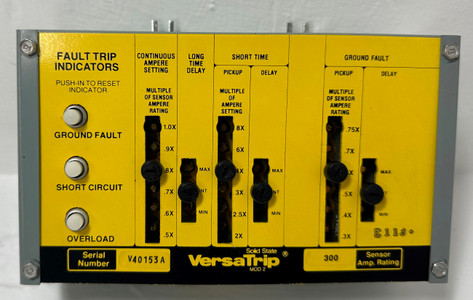 FAULT TRIP
INDICATORS
PUSH-IN TO RESET
INDICATOR
GROUND FAULT
SHORT CIRCUIT
OVERLOAD
CONTINUOUS
AMPERE
SETTING
MULTIPLE
OF SENSOR
AMPERE
RATING
1.0X
.9X
.8X
.7X
.6X
.5X
LONG
TIME
DELAY
MAX
INT
MIN
SHORT TIME
PICKUP
MULTIPLE
OF
AMPERE
SETTING
8X
6X
3X
2.5X
2X
DELAY
MAX
INT
MIN
GROUND FAULT
PICKUP
MULTIPLE
OF SENSOR
AMPERE
RATING
.75X
.7X
.6X
.5X
.4X
.3X
DELAY
MAX
INT
MIN
Serial
Number
V40153A
Solid State
VersaTrip®
MOD 2
300
Sensor
Amp. Rating